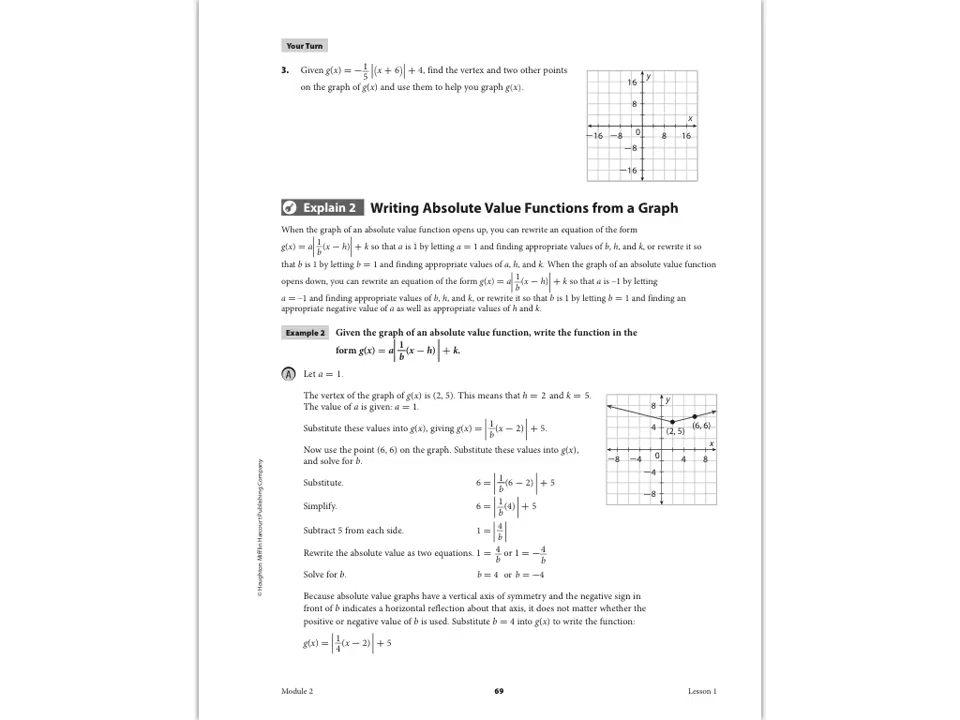 Your Turn
3. Given g(x) = −1/5 |(x + 6)| + 4, find the vertex and two other points
on the graph of g(x) and use them to help you graph g(x).
y
16
8
x
−16 −8 0 8 16
−8
−16
Explain 2 Writing Absolute Value Functions from a Graph
When the graph of an absolute value function opens up, you can rewrite an equation of the form
g(x) = a|1/b(x − h)| + k so that a is 1 by letting a = 1 and finding appropriate values of b, h, and k, or rewrite it so
that b is 1 by letting b = 1 and finding appropriate values of a, h, and k. When the graph of an absolute value function
opens down, you can rewrite an equation of the form g(x) = a|1/b(x − h)| + k so that a is −1 by letting
a = −1 and finding appropriate values of b, h, and k, or rewrite it so that b is 1 by letting b = 1 and finding an
appropriate negative value of a as well as appropriate values of h and k.
Example 2 Given the graph of an absolute value function, write the function in the
form g(x) = a|1/b(x − h)| + k.
A Let a = 1.
The vertex of the graph of g(x) is (2, 5). This means that h = 2 and k = 5.
The value of a is given: a = 1.
Substitute these values into g(x), giving g(x) = |1/b(x − 2)| + 5.
Now use the point (6, 6) on the graph. Substitute these values into g(x),
and solve for b.
Substitute. 6 = |1/b(6 − 2)| + 5
Simplify. 6 = |1/b(4)| + 5
Subtract 5 from each side. 1 = |4/b|
Rewrite the absolute value as two equations. 1 = 4/b or 1 = −4/b
Solve for b. b = 4 or b = −4
y
8
4
(2, 5)
(6, 6)
x
−8 −4 0 4 8
−4
−8
Because absolute value graphs have a vertical axis of symmetry and the negative sign in
front of b indicates a horizontal reflection about that axis, it does not matter whether the
positive or negative value of b is used. Substitute b = 4 into g(x) to write the function:
g(x) = |1/4(x − 2)| + 5
© Houghton Mifflin Harcourt Publishing Company
Module 2 69 Lesson 1